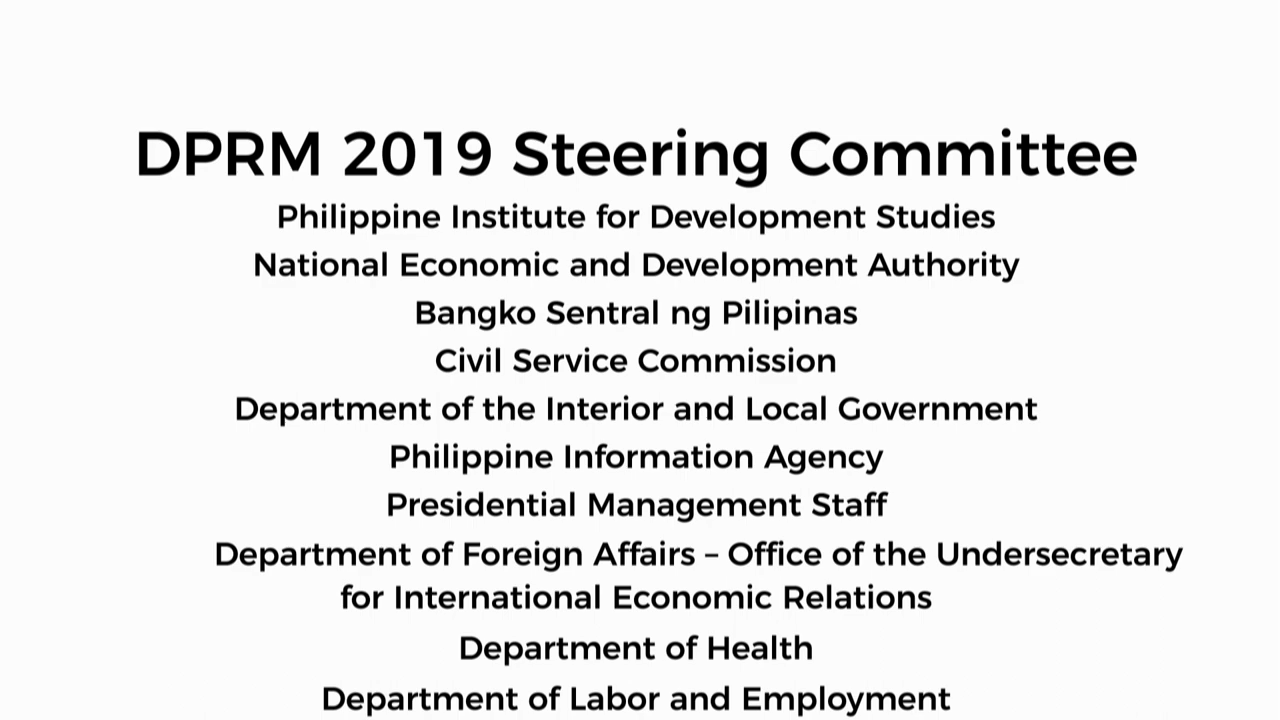 DPRM 2019 Steering Committee
Philippine Institute for Development Studies
National Economic and Development Authority
Bangko Sentral ng Pilipinas
Civil Service Commission
Department of the Interior and Local Government
Philippine Information Agency
Presidential Management Staff
Department of Foreign Affairs – Office of the Undersecretary
for International Economic Relations
Department of Health
Department of Labor and Employment